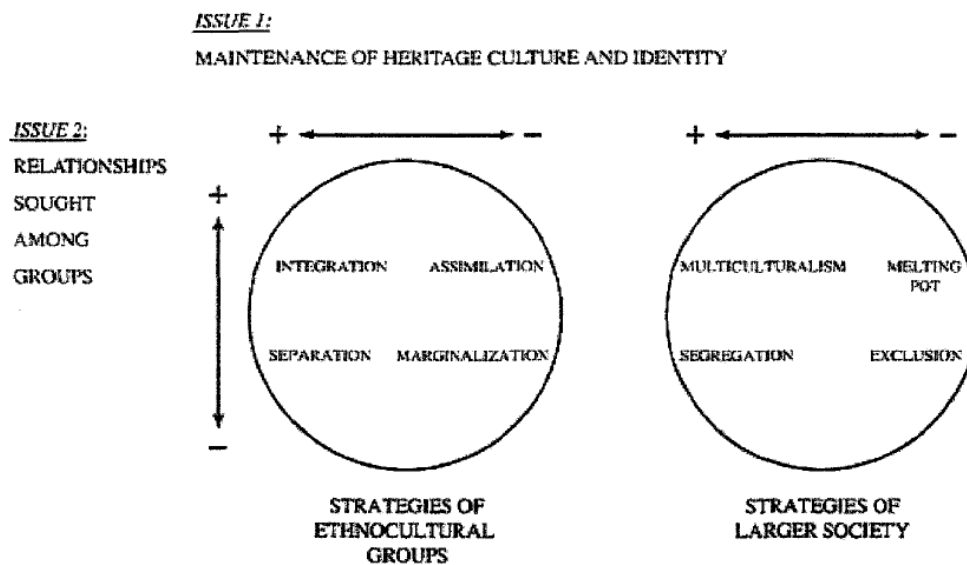 ISSUE 1:
MAINTENANCE OF HERITAGE CULTURE AND IDENTITY
ISSUE 2:
RELATIONSHIPS
SOUGHT
AMONG
GROUPS
+ −
+ −
+
−
INTEGRATION ASSIMILATION
SEPARATION MARGINALIZATION
MULTICULTURALISM MELTING
POT
SEGREGATION EXCLUSION
STRATEGIES OF
ETHNOCULTURAL
GROUPS
STRATEGIES OF
LARGER SOCIETY